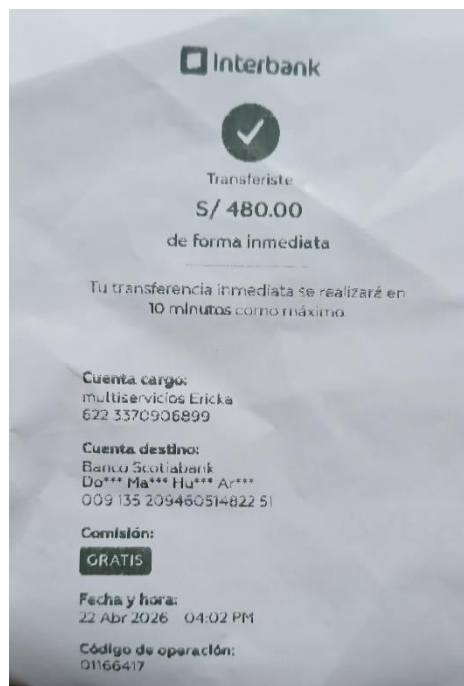 Interbank
Transferiste
S/ 480.00
de forma inmediata
Tu transferencia inmediata se realizará en
10 minutos como máximo.
Cuenta cargo:
multiservicios Ericka
622 3370906899
Cuenta destino:
Banco Scotiabank
Do*** Ma*** Hu*** Ar***
009 135 209460514822 51
Comisión:
GRATIS
Fecha y hora:
22 Abr 2026 04:02 PM
Código de operación:
01166417